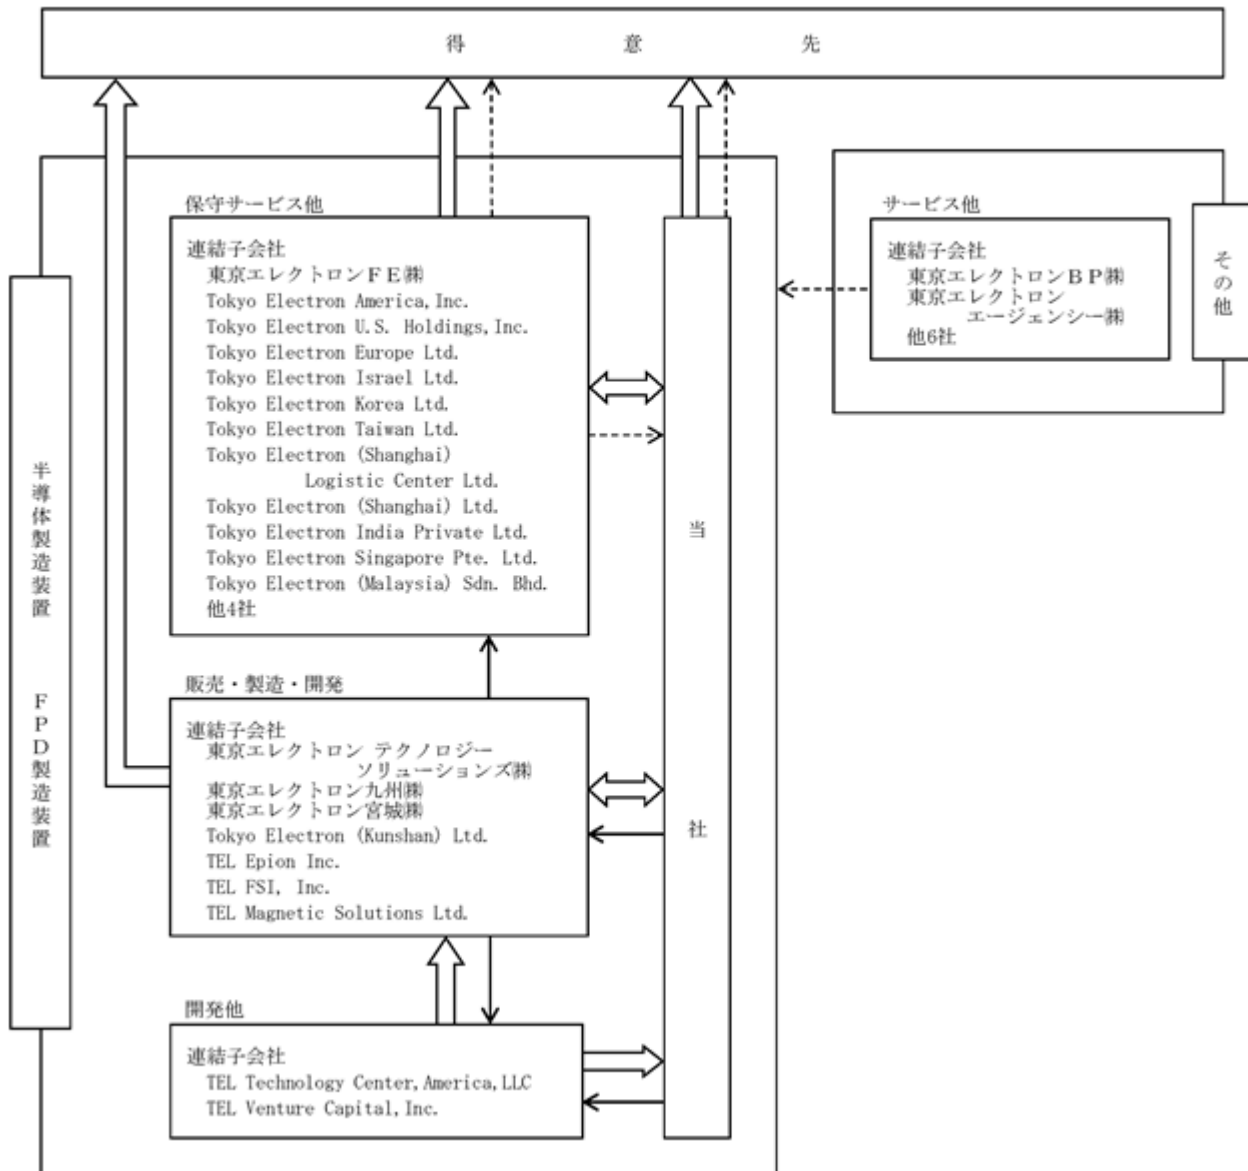 得意先
保守サービス他
連結子会社
東京エレクトロンFE㈱
Tokyo Electron America,Inc.
Tokyo Electron U.S. Holdings,Inc.
Tokyo Electron Europe Ltd.
Tokyo Electron Israel Ltd.
Tokyo Electron Korea Ltd.
Tokyo Electron Taiwan Ltd.
Tokyo Electron (Shanghai)
Logistic Center Ltd.
Tokyo Electron (Shanghai) Ltd.
Tokyo Electron India Private Ltd.
Tokyo Electron Singapore Pte. Ltd.
Tokyo Electron (Malaysia) Sdn. Bhd.
他4社
サービス他
連結子会社
東京エレクトロンBP㈱
東京エレクトロン
エージェンシー㈱
他6社
その他
半導体製造装置 FPD製造装置
当社
販売・製造・開発
連結子会社
東京エレクトロン テクノロジー
ソリューションズ㈱
東京エレクトロン九州㈱
東京エレクトロン宮城㈱
Tokyo Electron (Kunshan) Ltd.
TEL Epion Inc.
TEL FSI, Inc.
TEL Magnetic Solutions Ltd.
開発他
連結子会社
TEL Technology Center,America,LLC
TEL Venture Capital,Inc.